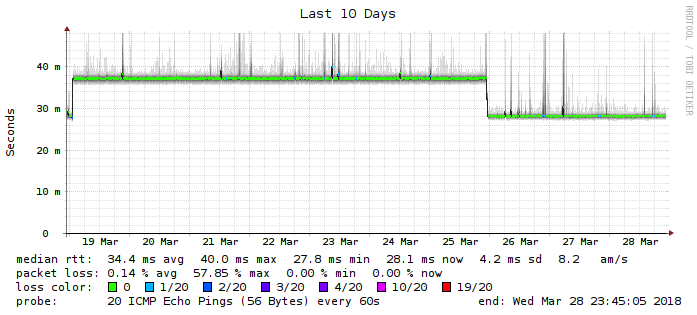 Last 10 Days
RRDTOOL / TOBI OETIKER
Seconds
40 m
30 m
20 m
10 m
0
19 Mar 20 Mar 21 Mar 22 Mar 23 Mar 24 Mar 25 Mar 26 Mar 27 Mar 28 Mar
median rtt: 34.4 ms avg 40.0 ms max 27.8 ms min 28.1 ms now 4.2 ms sd 8.2 am/s
packet loss: 0.14 % avg 57.85 % max 0.00 % min 0.00 % now
loss color: 0 1/20 2/20 3/20 4/20 10/20 19/20
probe: 20 ICMP Echo Pings (56 Bytes) every 60s end: Wed Mar 28 23:45:05 2018